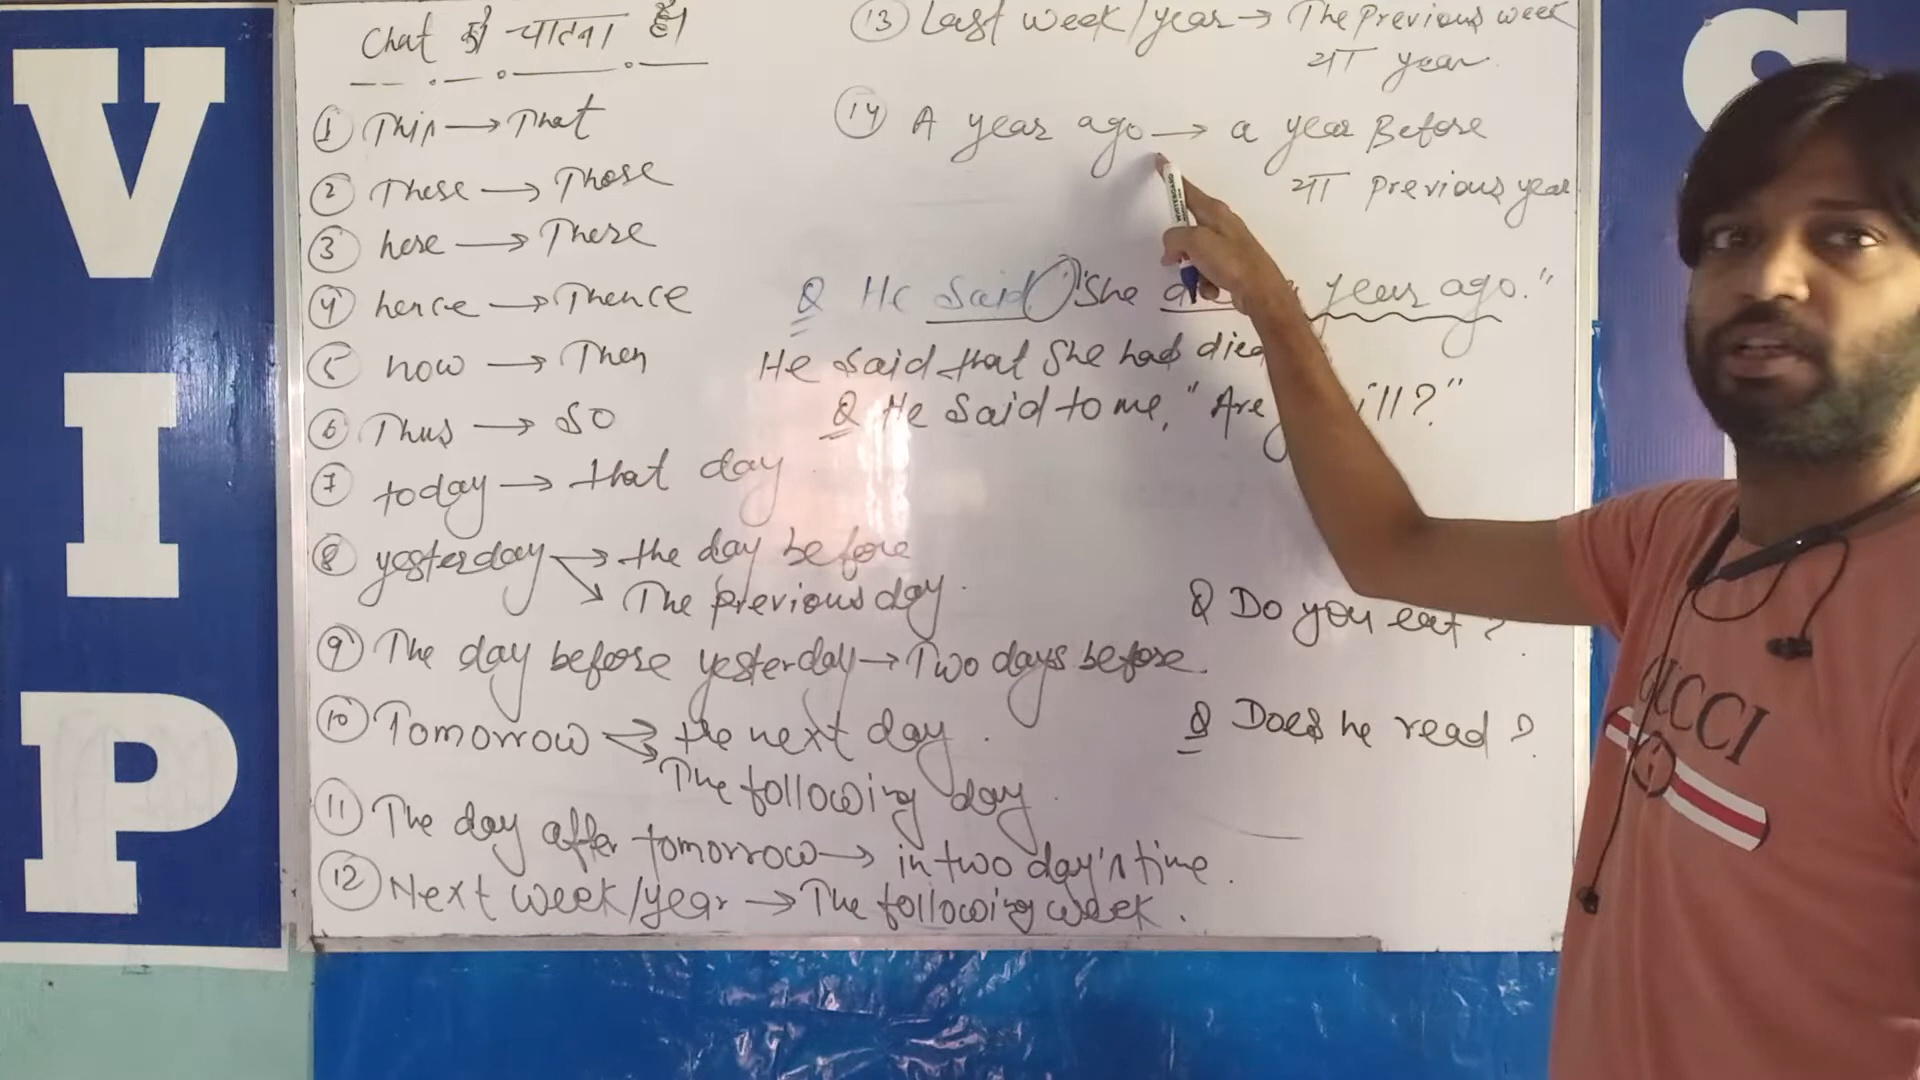 VIP
S
Chat को चाटना है।
① This → That
② These → Those
③ here → There
④ hence → Thence
⑤ now → Then
⑥ Thus → So
⑦ today → that day
⑧ yesterday → the day before
→ The previous day.
⑨ The day before yesterday → Two days before.
⑩ Tomorrow → the next day.
→ The following day.
⑪ The day after tomorrow → in two day's time.
⑫ Next week/year → The following week.
⑬ Last week/year → The previous week
या year.
⑭ A year ago → a year Before
या previous year
Q He said, "She year ago."
He said that She had died
Q He said to me, "Are ill?"
Q Do you eat?
Q Does he read?
GUCCI